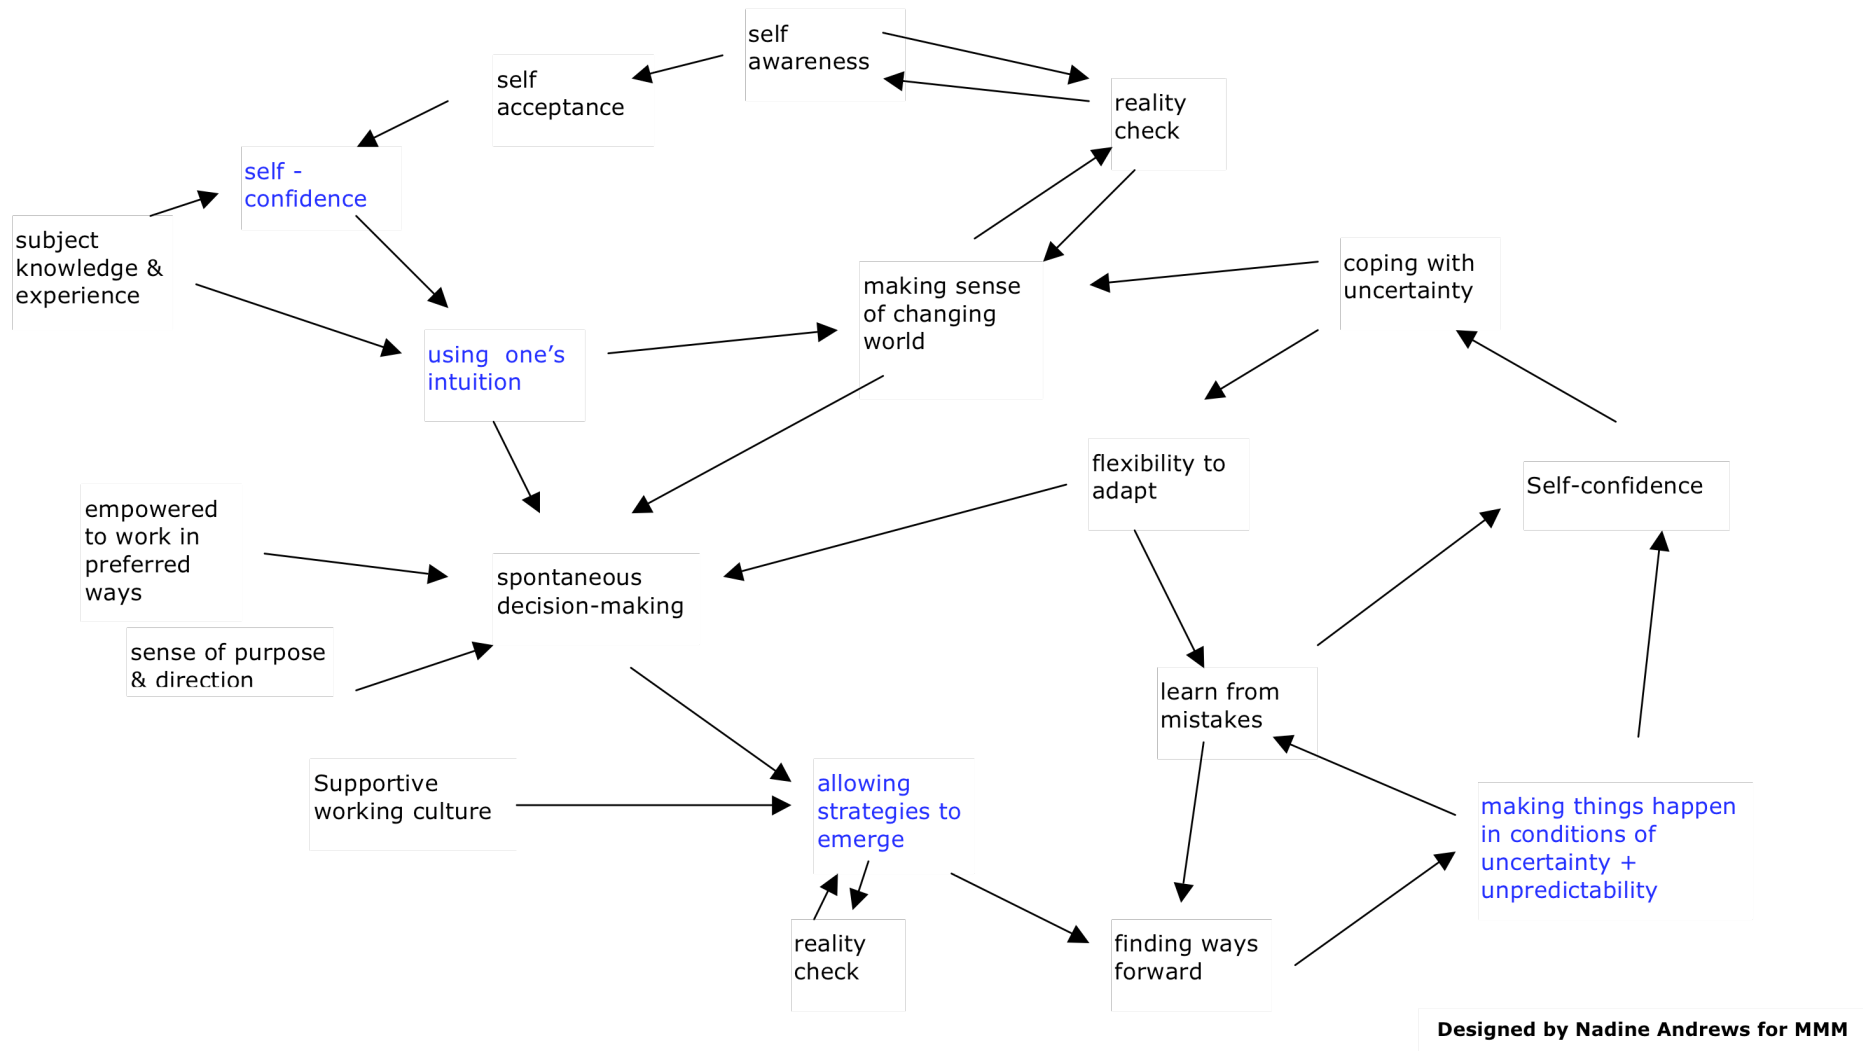 self
awareness
self
acceptance
reality
check
self -
confidence
subject
knowledge &
experience
making sense
of changing
world
coping with
uncertainty
using  one’s
intuition
flexibility to
adapt
Self-confidence
empowered
to work in
preferred
ways
spontaneous
decision-making
sense of purpose
& direction
learn from
mistakes
Supportive
working culture
allowing
strategies to
emerge
making things happen
in conditions of
uncertainty +
unpredictability
reality
check
finding ways
forward
Designed by Nadine Andrews for MMM